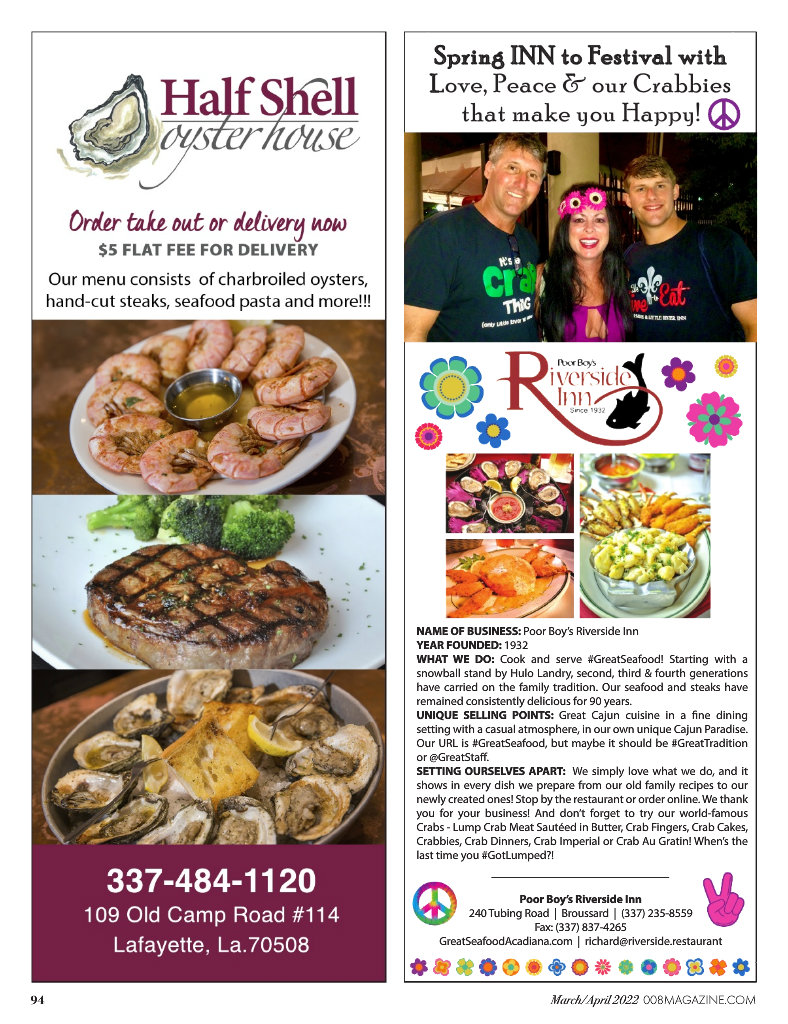 Half Shell
oyster house
Order take out or delivery now
$5 FLAT FEE FOR DELIVERY
Our menu consists of charbroiled oysters,
hand-cut steaks, seafood pasta and more!!!
337-484-1120
109 Old Camp Road #114
Lafayette, La.70508
Spring INN to Festival with
Love, Peace & our Crabbies
that make you Happy!
It's
Cra
THiG
Eat
Poor Boy's
Riverside
Inn
Since 1932
NAME OF BUSINESS: Poor Boy's Riverside Inn
YEAR FOUNDED: 1932
WHAT WE DO: Cook and serve #GreatSeafood! Starting with a
snowball stand by Hulo Landry, second, third & fourth generations
have carried on the family tradition. Our seafood and steaks have
remained consistently delicious for 90 years.
UNIQUE SELLING POINTS: Great Cajun cuisine in a fine dining
setting with a casual atmosphere, in our own unique Cajun Paradise.
Our URL is #GreatSeafood, but maybe it should be #GreatTradition
or @GreatStaff.
SETTING OURSELVES APART: We simply love what we do, and it
shows in every dish we prepare from our old family recipes to our
newly created ones! Stop by the restaurant or order online. We thank
you for your business! And don't forget to try our world-famous
Crabs - Lump Crab Meat Sautéed in Butter, Crab Fingers, Crab Cakes,
Crabbies, Crab Dinners, Crab Imperial or Crab Au Gratin! When's the
last time you #GotLumped?!
Poor Boy's Riverside Inn
240 Tubing Road | Broussard | (337) 235-8559
Fax: (337) 837-4265
GreatSeafoodAcadiana.com | richard@riverside.restaurant
94
March/April 2022 008MAGAZINE.COM